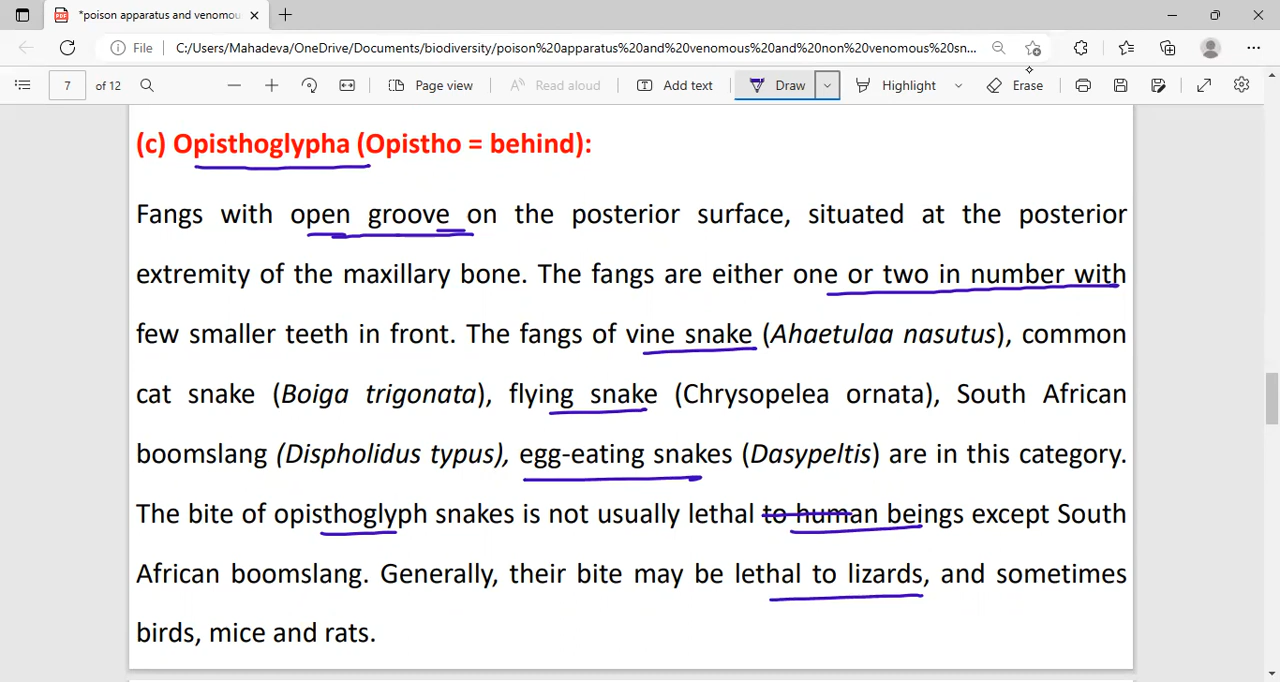 *poison apparatus and venomou
File
C:/Users/Mahadeva/OneDrive/Documents/biodiversity/poison%20apparatus%20and%20venomous%20and%20non%20venomous%20sn...
7 of 12
Page view
Read aloud
Add text
Draw
Highlight
Erase
(c) Opisthoglypha (Opistho = behind):
Fangs with open groove on the posterior surface, situated at the posterior
extremity of the maxillary bone. The fangs are either one or two in number with
few smaller teeth in front. The fangs of vine snake (Ahaetulaa nasutus), common
cat snake (Boiga trigonata), flying snake (Chrysopelea ornata), South African
boomslang (Dispholidus typus), egg-eating snakes (Dasypeltis) are in this category.
The bite of opisthoglyph snakes is not usually lethal to human beings except South
African boomslang. Generally, their bite may be lethal to lizards, and sometimes
birds, mice and rats.